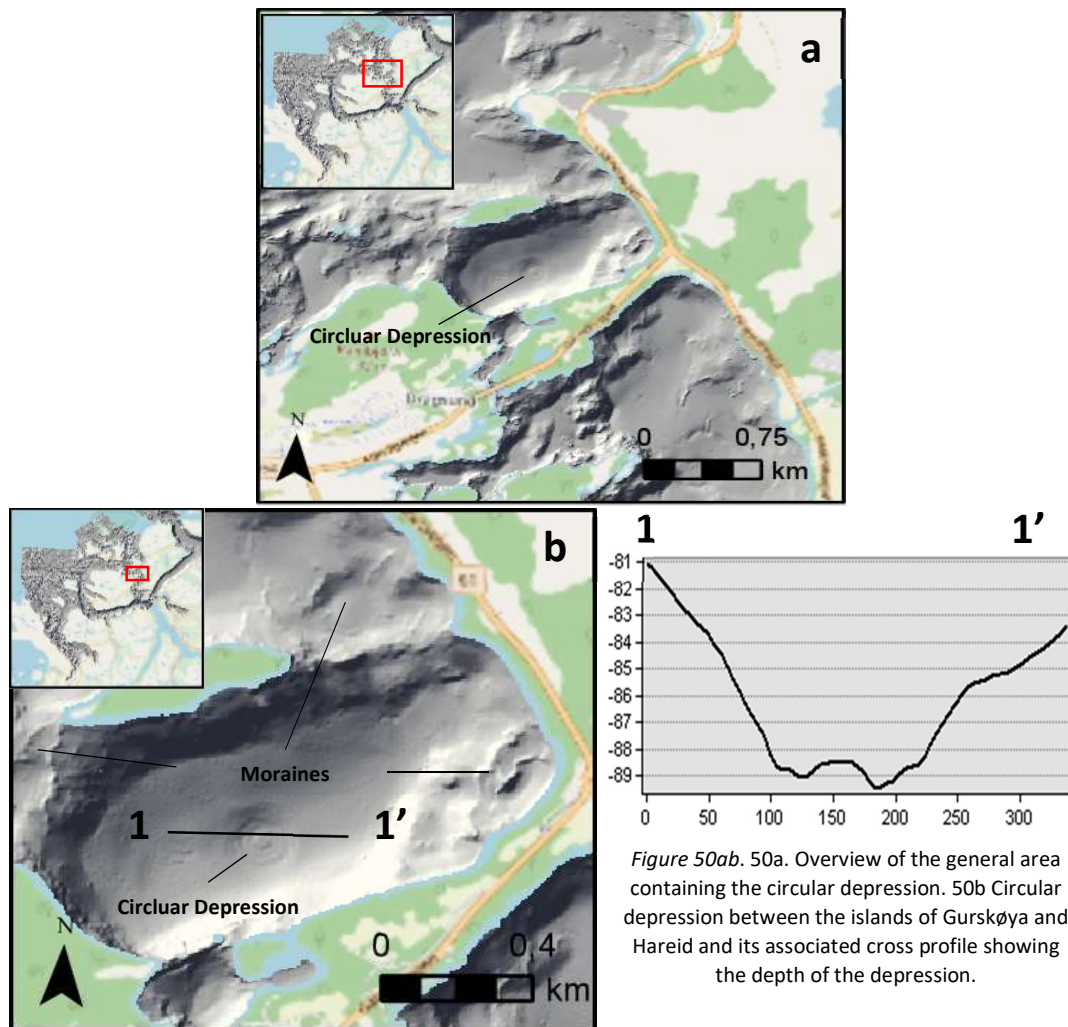 a
Circluar Depression
N
0 0,75
km
b
61
Moraines
1 1'
Circluar Depression
N
0 0,4
km
1 1'
-81
-82
-83
-84
-85
-86
-87
-88
-89
0 50 100 150 200 250 300
Figure 50ab. 50a. Overview of the general area
containing the circular depression. 50b Circular
depression between the islands of Gurskøya and
Hareid and its associated cross profile showing
the depth of the depression.